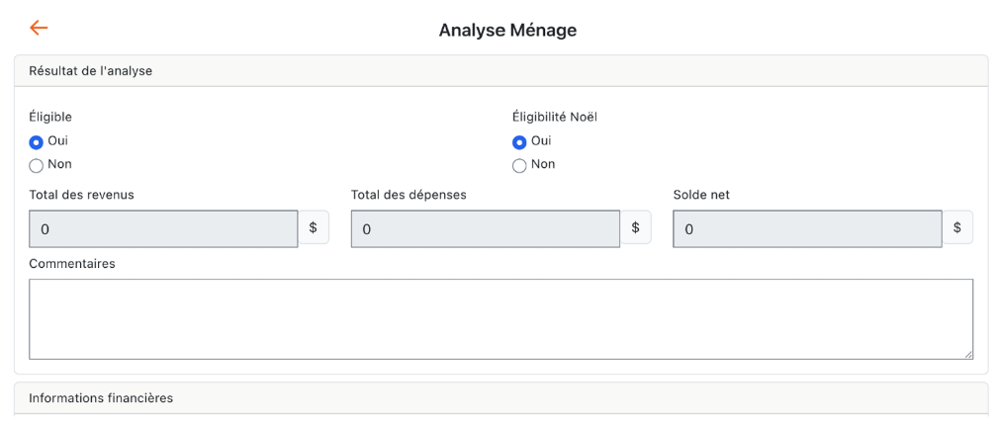 Analyse Ménage
Résultat de l'analyse
Éligible
Oui
Non
Éligibilité Noël
Oui
Non
Total des revenus
0 $
Total des dépenses
0 $
Solde net
0 $
Commentaires
Informations financières